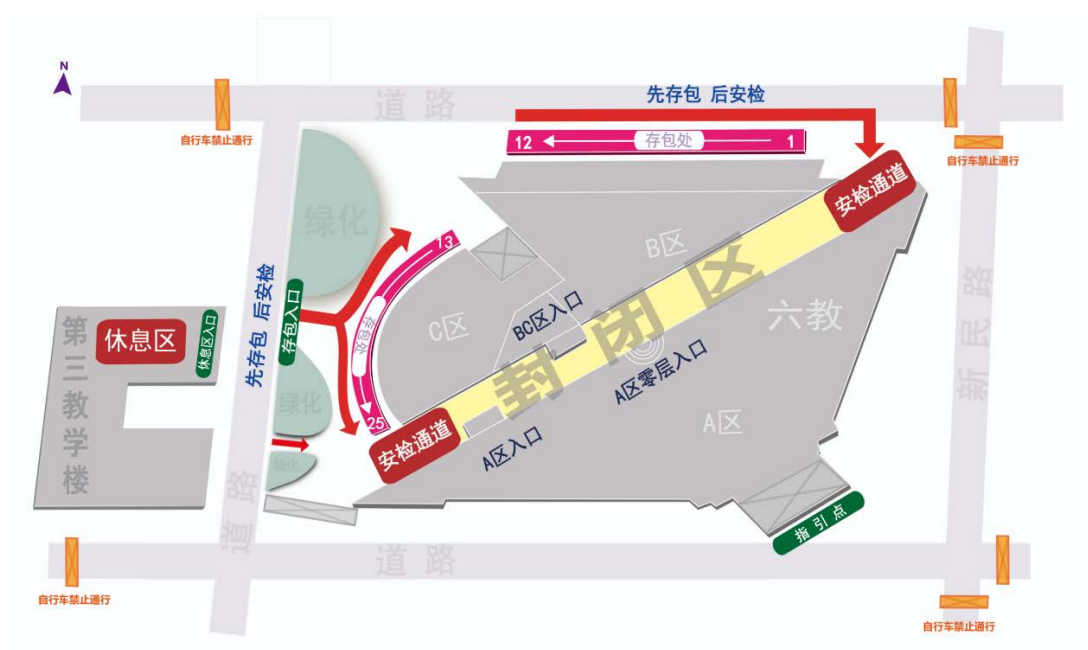 N
道路
先存包 后安检
自行车禁止通行
12
存包处
1
自行车禁止通行
安检通道
绿化
13
B区
封闭区
六教
新民路
C区
BC区入口
存包处
A区零层入口
先存包 后安检
存包入口
第三教学楼
休息区
休息区入口
绿化
25
安检通道
A区入口
A区
绿化
指引点
道路
道路
自行车禁止通行
自行车禁止通行